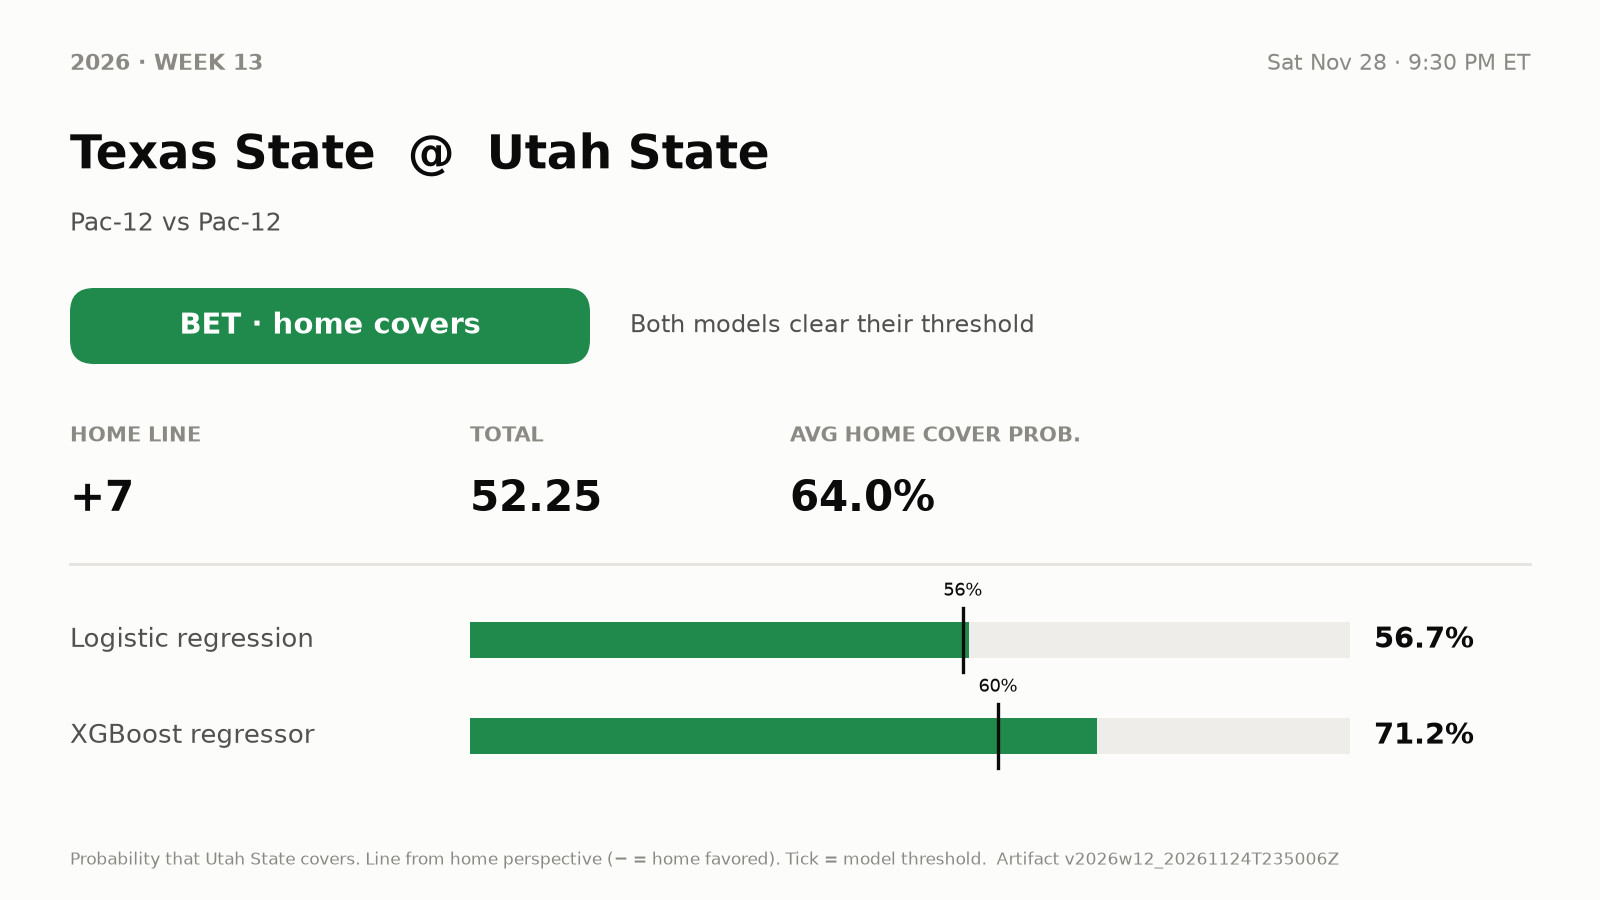 2026 · WEEK 13
Sat Nov 28 · 9:30 PM ET
Texas State @ Utah State
Pac-12 vs Pac-12
BET · home covers
Both models clear their threshold
HOME LINE
TOTAL
AVG HOME COVER PROB.
+7
52.25
64.0%
56%
Logistic regression
56.7%
60%
XGBoost regressor
71.2%
Probability that Utah State covers. Line from home perspective (− = home favored). Tick = model threshold. Artifact v2026w12_20261124T235006Z